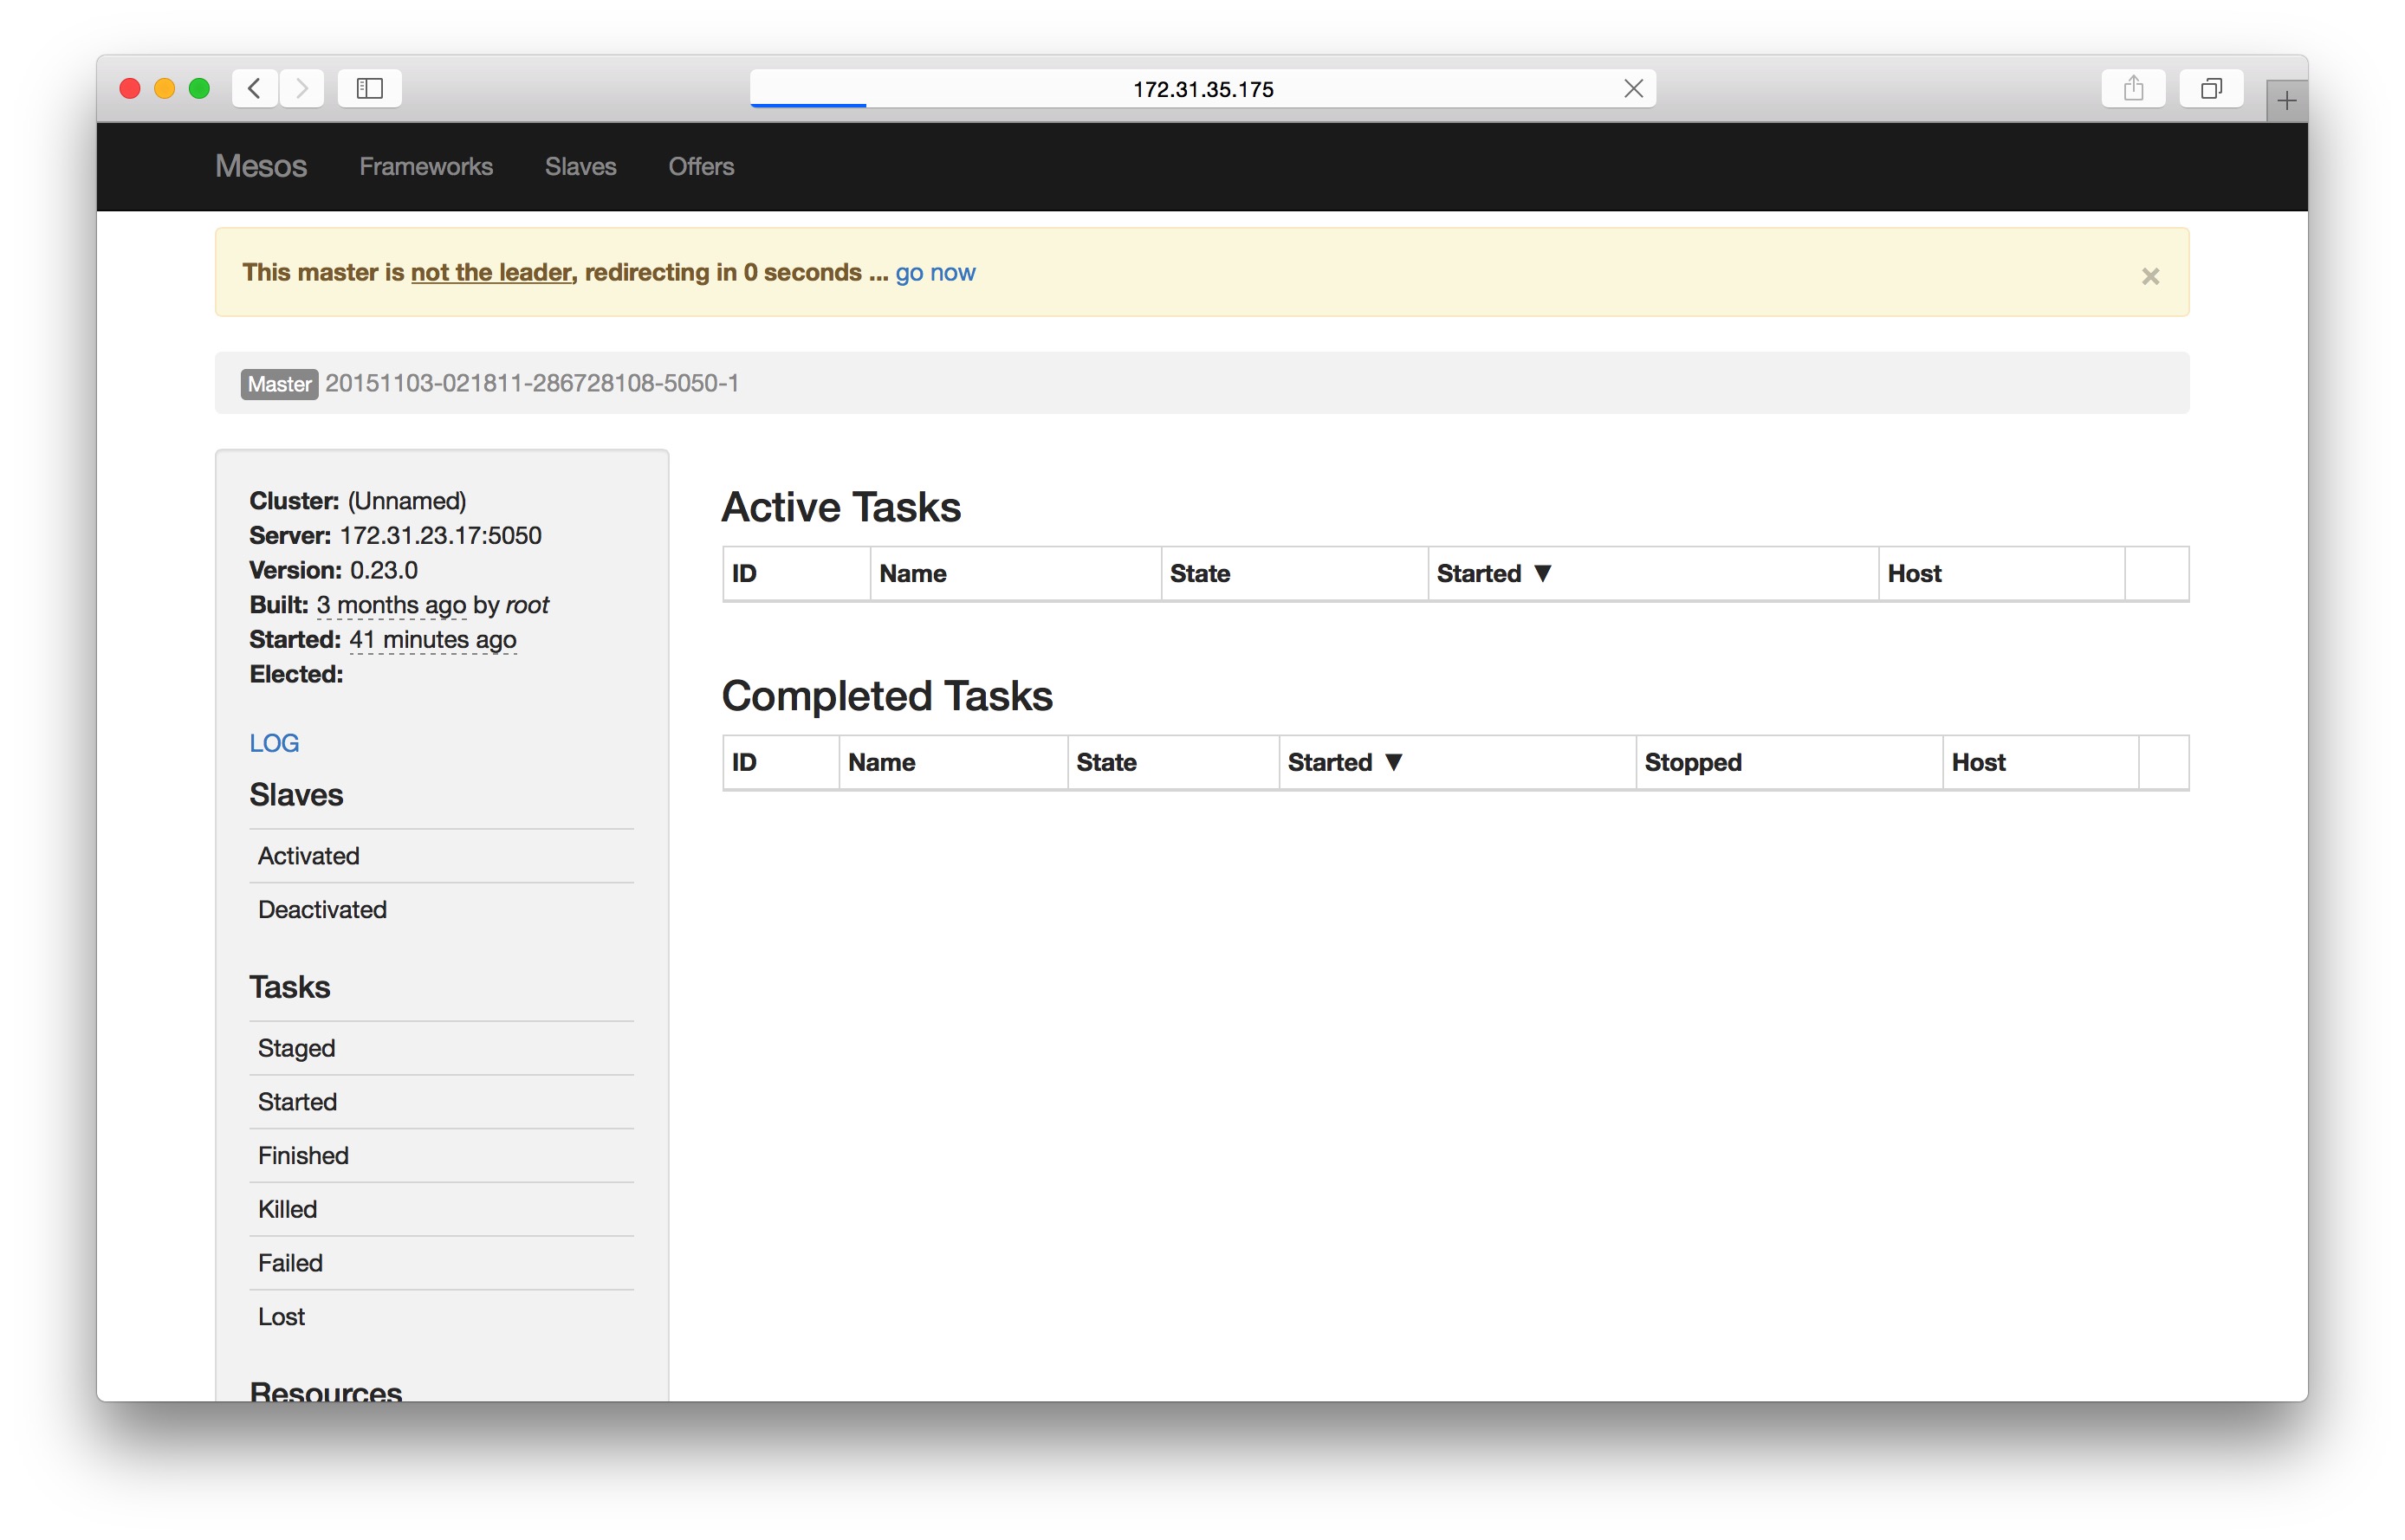 172.31.35.175
Mesos Frameworks Slaves Offers
This master is not the leader, redirecting in 0 seconds ... go now ×
Master 20151103-021811-286728108-5050-1
Cluster: (Unnamed)
Server: 172.31.23.17:5050
Version: 0.23.0
Built: 3 months ago by root
Started: 41 minutes ago
Elected:
LOG
Slaves
Activated
Deactivated
Tasks
Staged
Started
Finished
Killed
Failed
Lost
Resources
Active Tasks
ID Name State Started ▼ Host
Completed Tasks
ID Name State Started ▼ Stopped Host